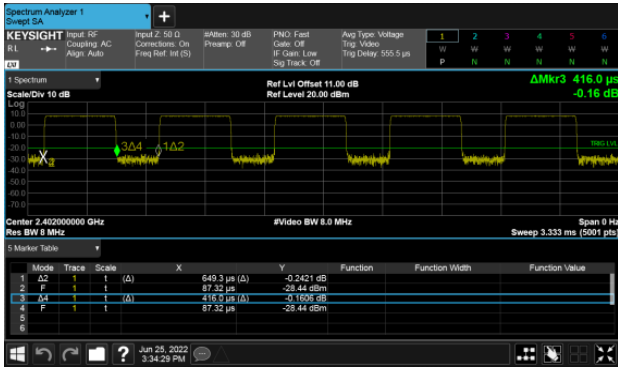 Spectrum Analyzer 1
Swept SA
KEYSIGHT Input: RF Input Z: 50 Ω #Atten: 30 dB PNO: Fast Avg Type: Voltage 1 2 3 4 5 6
RL Coupling: AC Corrections: On Preamp: Off Gate: Off Trig: Video W W W W W W
Align: Auto Freq Ref: Int (S) IF Gain: Low Trig Delay: 555.5 µs P N N N N N
LXI Sig Track: Off
1 Spectrum Ref Lvl Offset 11.00 dB ΔMkr3 416.0 µs
Scale/Div 10 dB Ref Level 20.00 dBm -0.16 dB
Log
10.0
0.00
-10.0
-20.0 3Δ4 1Δ2 TRIG LVL
-30.0 X2
-40.0
-50.0
-60.0
-70.0
Center 2.402000000 GHz #Video BW 8.0 MHz Span 0 Hz
Res BW 8 MHz Sweep 3.333 ms (5001 pts)
5 Marker Table
Mode Trace Scale X Y Function Function Width Function Value
1 Δ2 1 t (Δ) 649.3 µs (Δ) -0.2421 dB
2 F 1 t 87.32 µs -28.44 dBm
3 Δ4 1 t (Δ) 416.0 µs (Δ) -0.1606 dB
4 F 1 t 87.32 µs -28.44 dBm
5
6
? Jun 25, 2022
3:34:29 PM